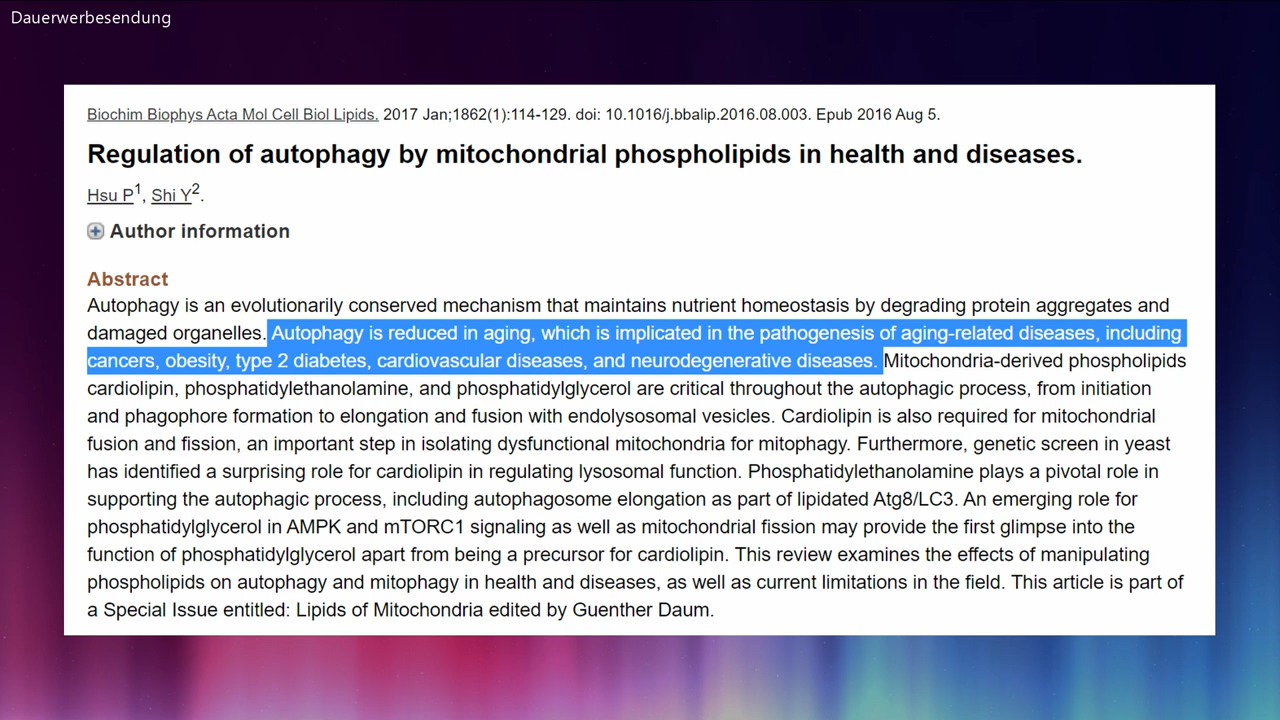 Dauerwerbesendung
Biochim Biophys Acta Mol Cell Biol Lipids. 2017 Jan;1862(1):114-129. doi: 10.1016/j.bbalip.2016.08.003. Epub 2016 Aug 5.
Regulation of autophagy by mitochondrial phospholipids in health and diseases.
Hsu P1, Shi Y2.
Author information
Abstract
Autophagy is an evolutionarily conserved mechanism that maintains nutrient homeostasis by degrading protein aggregates and
damaged organelles. Autophagy is reduced in aging, which is implicated in the pathogenesis of aging-related diseases, including
cancers, obesity, type 2 diabetes, cardiovascular diseases, and neurodegenerative diseases. Mitochondria-derived phospholipids
cardiolipin, phosphatidylethanolamine, and phosphatidylglycerol are critical throughout the autophagic process, from initiation
and phagophore formation to elongation and fusion with endolysosomal vesicles. Cardiolipin is also required for mitochondrial
fusion and fission, an important step in isolating dysfunctional mitochondria for mitophagy. Furthermore, genetic screen in yeast
has identified a surprising role for cardiolipin in regulating lysosomal function. Phosphatidylethanolamine plays a pivotal role in
supporting the autophagic process, including autophagosome elongation as part of lipidated Atg8/LC3. An emerging role for
phosphatidylglycerol in AMPK and mTORC1 signaling as well as mitochondrial fission may provide the first glimpse into the
function of phosphatidylglycerol apart from being a precursor for cardiolipin. This review examines the effects of manipulating
phospholipids on autophagy and mitophagy in health and diseases, as well as current limitations in the field. This article is part of
a Special Issue entitled: Lipids of Mitochondria edited by Guenther Daum.